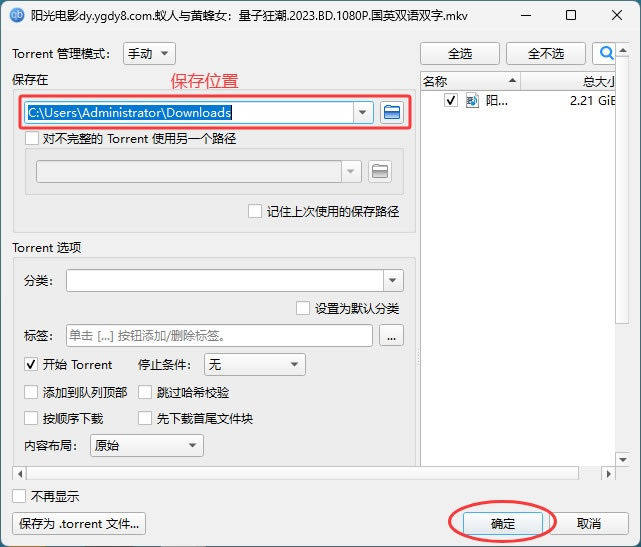 阳光电影dy.ygdy8.com.蚁人与黄蜂女：量子狂潮.2023.BD.1080P.国英双语双字.mkv
Torrent 管理模式： 手动
全选 全不选
保存在
保存位置
名称 总大小
C:\Users\Administrator\Downloads
阳... 2.21 GiB
对不完整的 Torrent 使用另一个路径
记住上次使用的保存路径
Torrent 选项
分类：
设置为默认分类
标签： 单击 [...] 按钮添加/删除标签。 ...
开始 Torrent 停止条件： 无
添加到队列顶部 跳过哈希校验
按顺序下载 先下载首尾文件块
内容布局： 原始
不再显示
保存为 .torrent 文件... 确定 取消